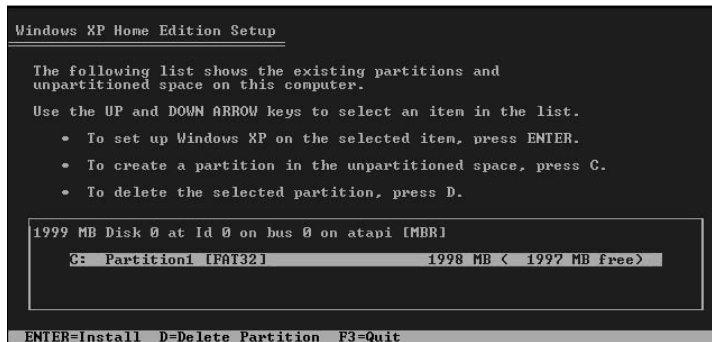 Windows XP Home Edition Setup
The following list shows the existing partitions and
unpartitioned space on this computer.
Use the UP and DOWN ARROW keys to select an item in the list.
• To set up Windows XP on the selected item, press ENTER.
• To create a partition in the unpartitioned space, press C.
• To delete the selected partition, press D.
1999 MB Disk 0 at Id 0 on bus 0 on atapi [MBR]
C: Partition1 [FAT32] 1998 MB ( 1997 MB free)
ENTER=Install D=Delete Partition F3=Quit